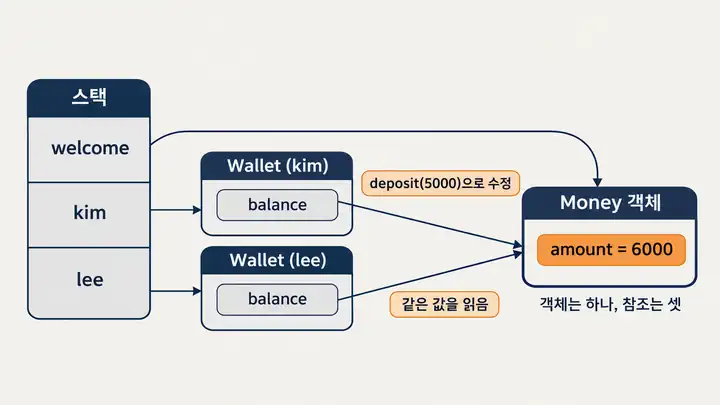 스택
welcome
kim
lee
Wallet (kim)
balance
Wallet (lee)
balance
deposit(5000)으로 수정
같은 값을 읽음
Money 객체
amount = 6000
객체는 하나, 참조는 셋